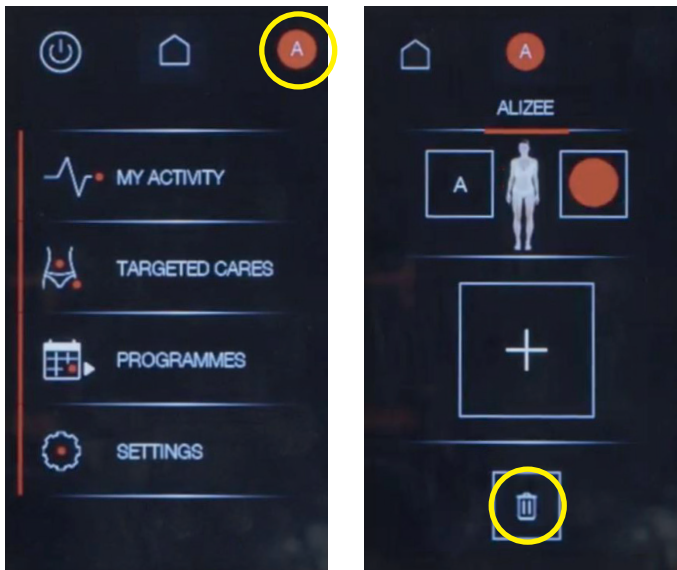 A
MY ACTIVITY
TARGETED CARES
PROGRAMMES
SETTINGS
A
ALIZEE
A